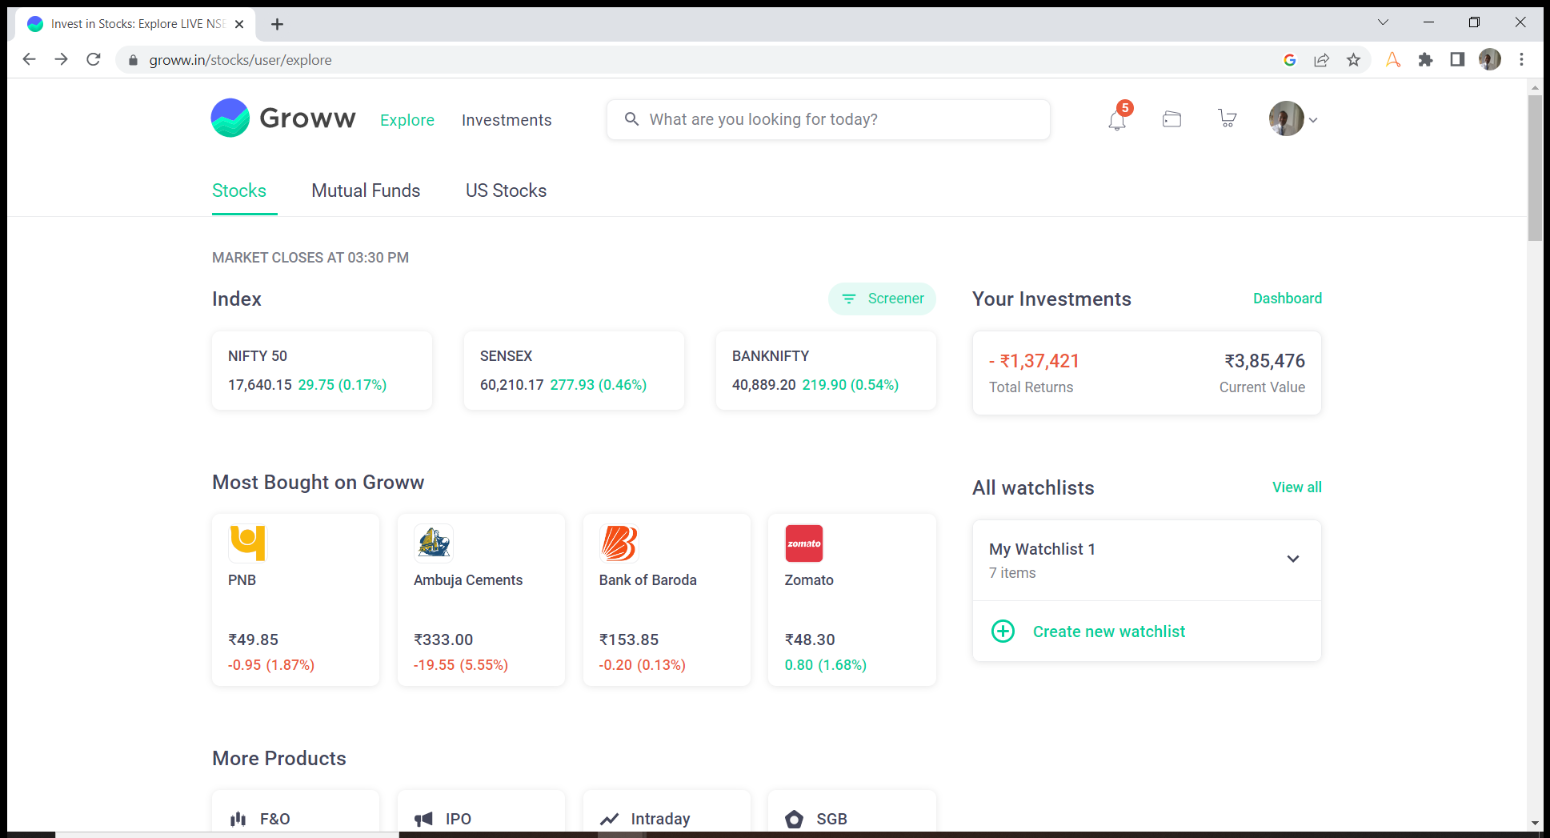 Invest in Stocks: Explore LIVE NSE
groww.in/stocks/user/explore
Groww
Explore
Investments
What are you looking for today?
5
Stocks
Mutual Funds
US Stocks
MARKET CLOSES AT 03:30 PM
Index
Screener
NIFTY 50
17,640.15 29.75 (0.17%)
SENSEX
60,210.17 277.93 (0.46%)
BANKNIFTY
40,889.20 219.90 (0.54%)
Your Investments
Dashboard
- ₹1,37,421
Total Returns
₹3,85,476
Current Value
Most Bought on Groww
PNB
₹49.85
-0.95 (1.87%)
Ambuja Cements
₹333.00
-19.55 (5.55%)
Bank of Baroda
₹153.85
-0.20 (0.13%)
zomato
Zomato
₹48.30
0.80 (1.68%)
All watchlists
View all
My Watchlist 1
7 items
Create new watchlist
More Products
F&O
IPO
Intraday
SGB